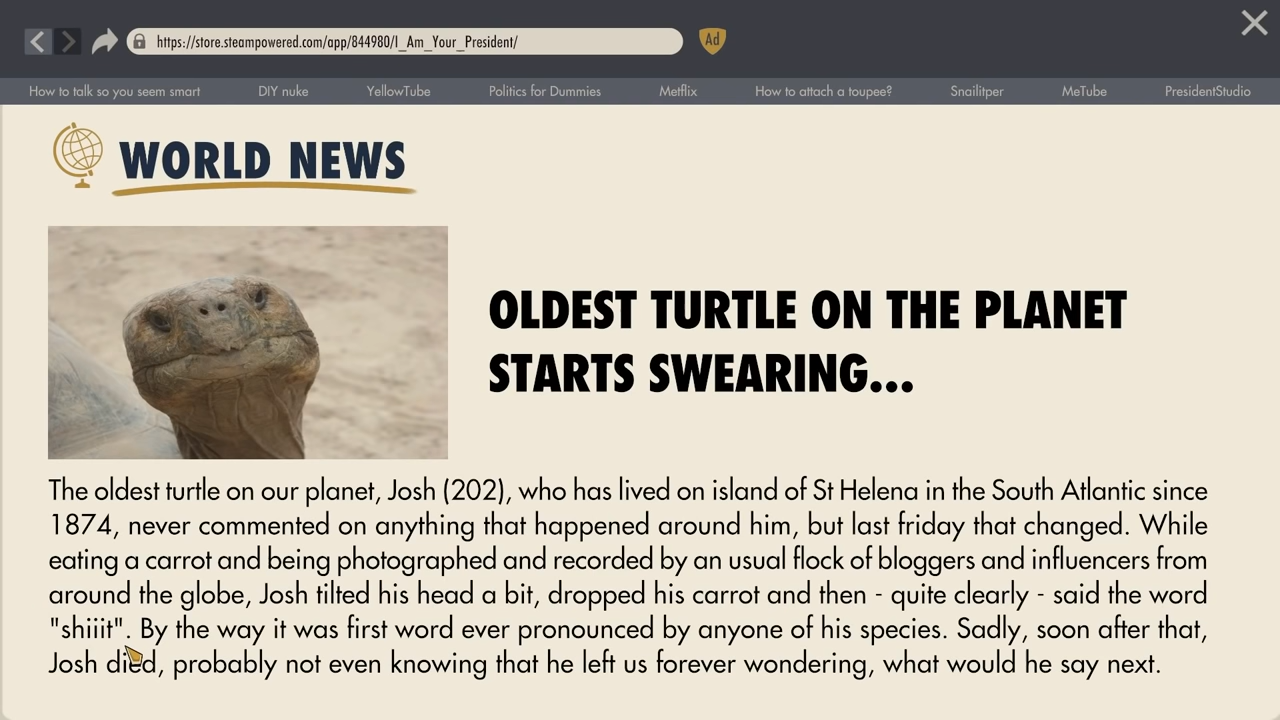 https://store.steampowered.com/app/844980/I_Am_Your_President/
Ad
How to talk so you seem smart DIY nuke YellowTube Politics for Dummies Metflix How to attach a toupee? Snailitper MeTube PresidentStudio
WORLD NEWS
OLDEST TURTLE ON THE PLANET
STARTS SWEARING...
The oldest turtle on our planet, Josh (202), who has lived on island of St Helena in the South Atlantic since
1874, never commented on anything that happened around him, but last friday that changed. While
eating a carrot and being photographed and recorded by an usual flock of bloggers and influencers from
around the globe, Josh tilted his head a bit, dropped his carrot and then - quite clearly - said the word
"shiiit". By the way it was first word ever pronounced by anyone of his species. Sadly, soon after that,
Josh died, probably not even knowing that he left us forever wondering, what would he say next.